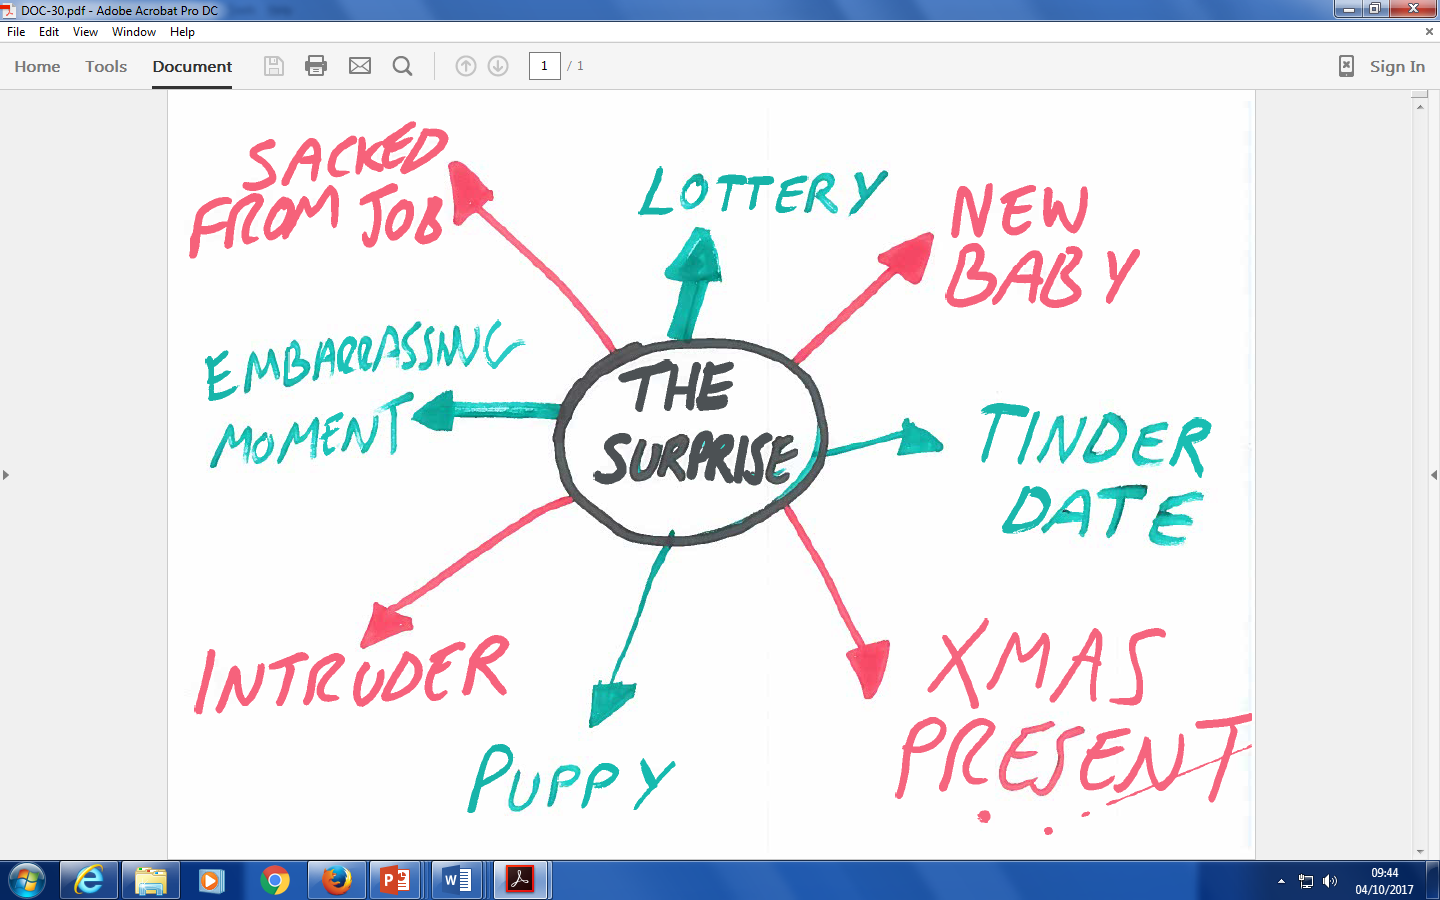 DOC-30.pdf - Adobe Acrobat Pro DC
File Edit View Window Help
Home Tools Document 1 / 1 Sign In
SACKED
FROM JOB
LOTTERY
NEW
BABY
EMBARRASSING
MOMENT
THE
SURPRISE
TINDER
DATE
INTRUDER
PUPPY
XMAS
PRESENT
09:44
04/10/2017